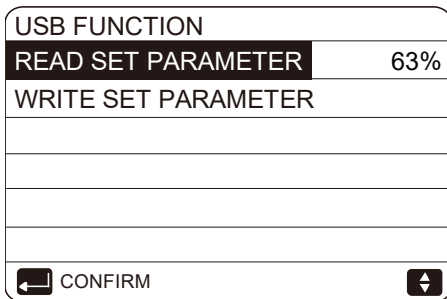 USB FUNCTION
READ SET PARAMETER 63%
WRITE SET PARAMETER
CONFIRM